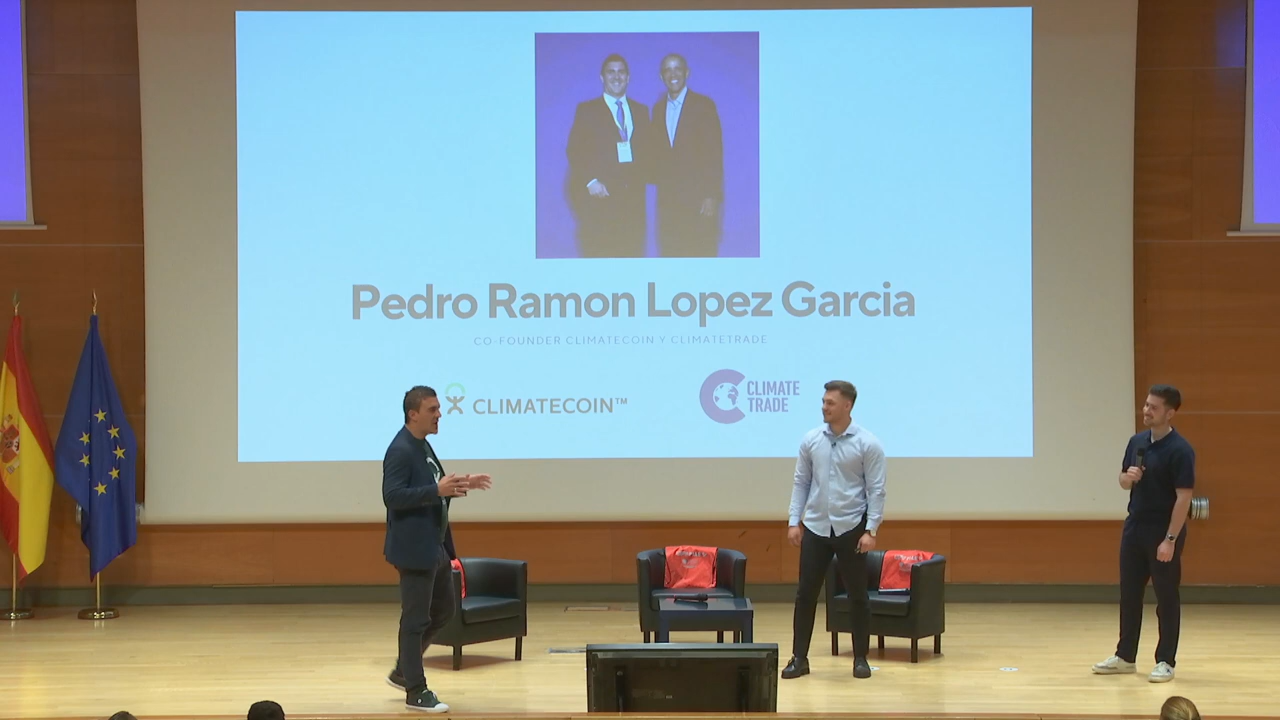 Pedro Ramon Lopez Garcia
CO-FOUNDER CLIMATECOIN Y CLIMATETRADE
CLIMATECOIN™
CLIMATE
TRADE